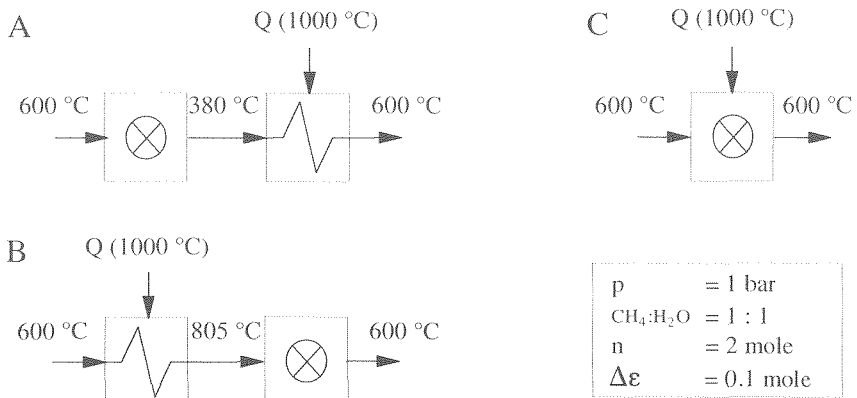 A
Q (1000 °C)
600 °C
380 °C
600 °C
B
Q (1000 °C)
600 °C
805 °C
600 °C
C
Q (1000 °C)
600 °C
600 °C
p = 1 bar
CH₄:H₂O = 1 : 1
n = 2 mole
Δε = 0.1 mole